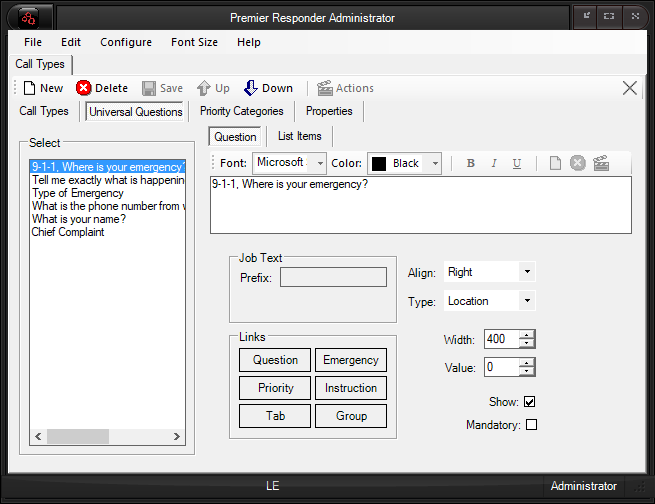 Premier Responder Administrator
File Edit Configure Font Size Help
Call Types
New Delete Save Up Down Actions
Call Types Universal Questions Priority Categories Properties
Select
9-1-1, Where is your emergency?
Tell me exactly what is happenin
Type of Emergency
What is the phone number from w
What is your name?
Chief Complaint
Question List Items
Font: Microsoft Color: Black B I U
9-1-1, Where is your emergency?
Job Text
Prefix:
Align: Right
Type: Location
Links
Question Emergency
Priority Instruction
Tab Group
Width: 400
Value: 0
Show:
Mandatory:
LE Administrator